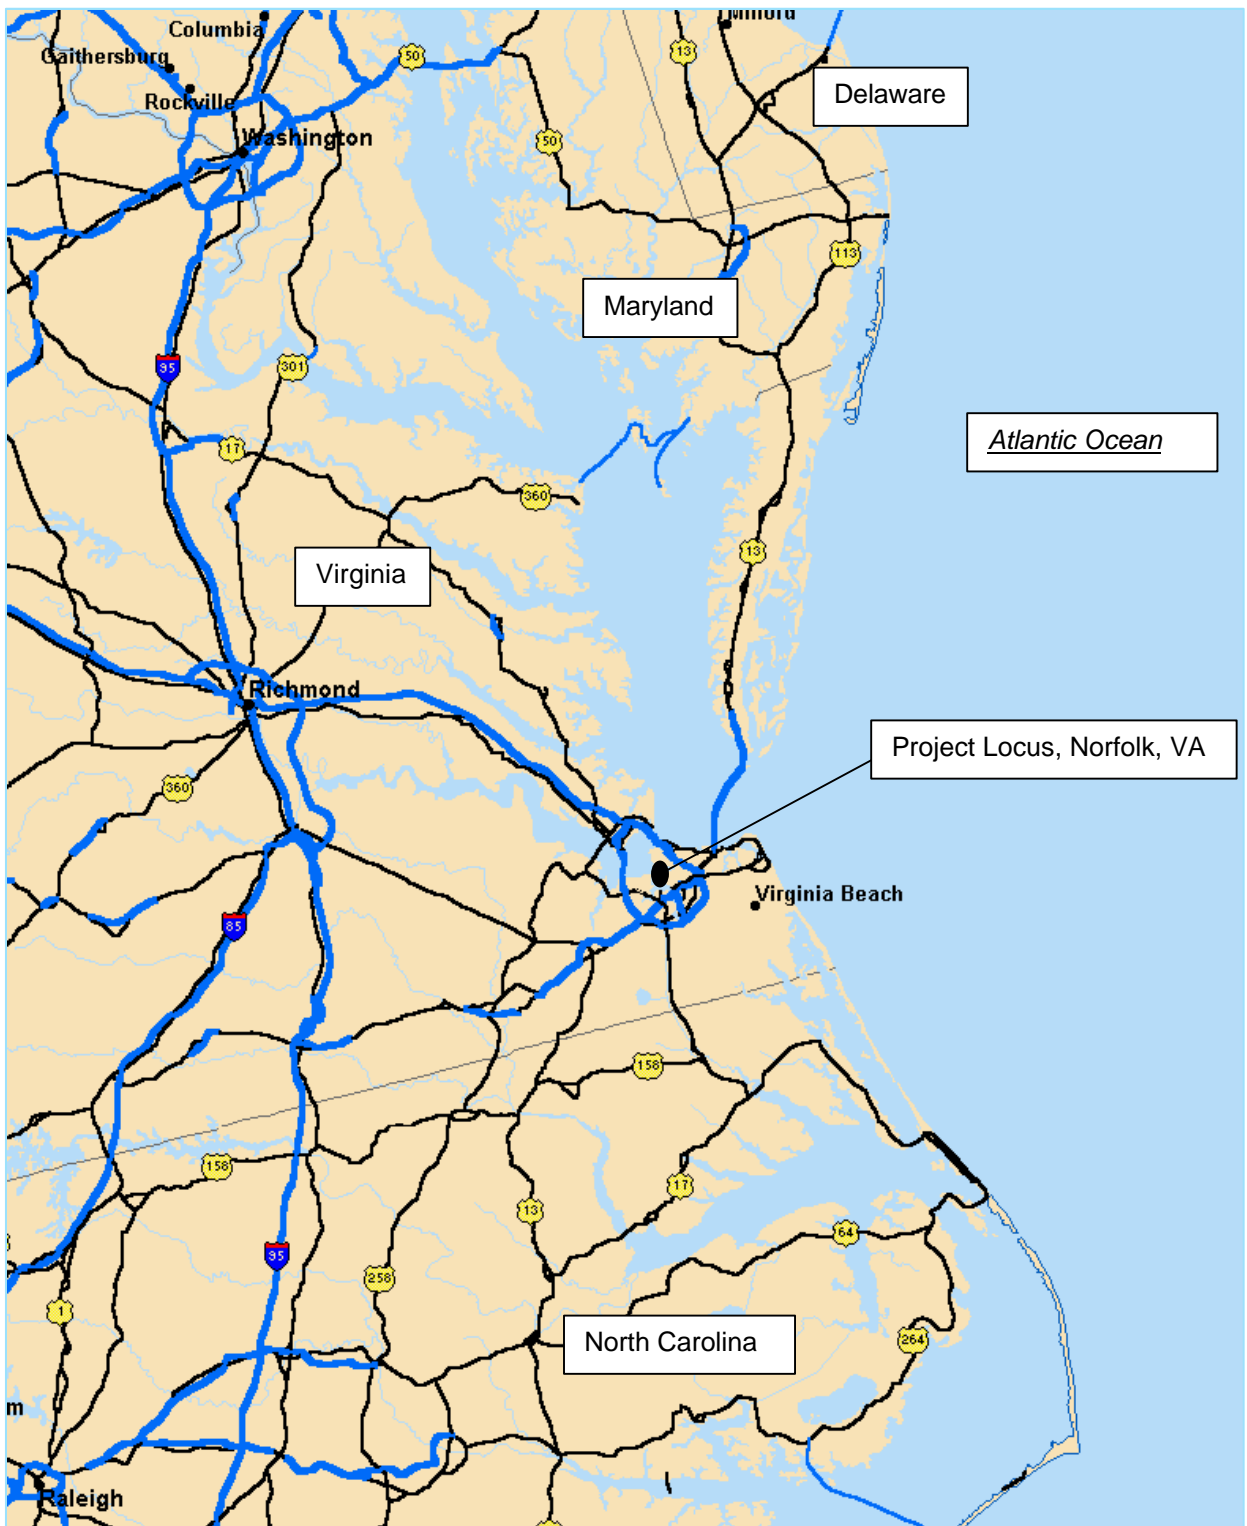 Milford
Columbia
50
13
Gaithersburg
Delaware
Rockville
Washington
50
113
Maryland
95
301
Atlantic Ocean
17
360
13
Virginia
Richmond
Project Locus, Norfolk, VA
360
Virginia Beach
85
158
158
17
13
64
95
258
1
264
North Carolina
m
Raleigh